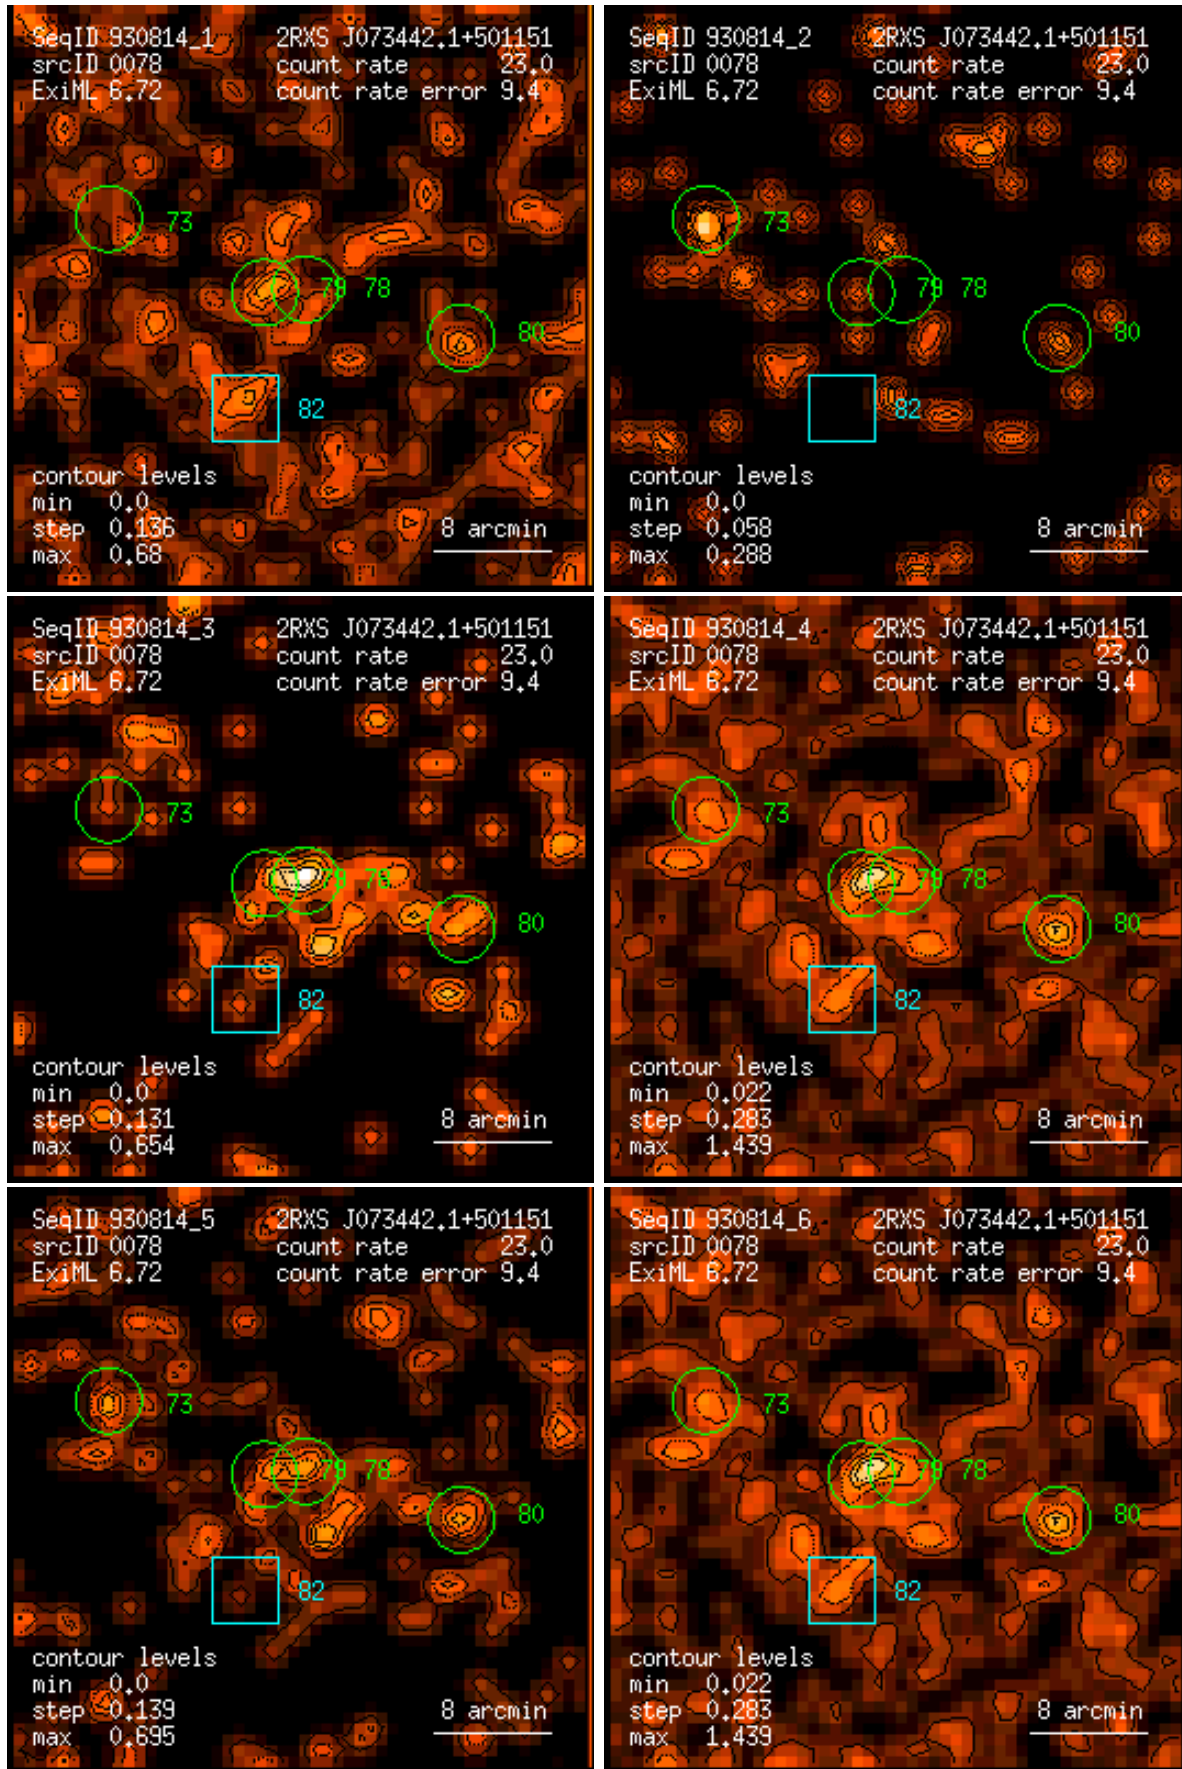 SeqID 930814_1 2RXS J073442.1+501151
srcID 0078 count rate 23.0
ExiML 6.72 count rate error 9.4
73
79 78
80
82
contour levels
min 0.0
step 0.136
max 0.68
8 arcmin
SeqID 930814_2 2RXS J073442.1+501151
srcID 0078 count rate 23.0
ExiML 6.72 count rate error 9.4
73
79 78
80
82
contour levels
min 0.0
step 0.058
max 0.288
8 arcmin
SeqID 930814_3 2RXS J073442.1+501151
srcID 0078 count rate 23.0
ExiML 6.72 count rate error 9.4
73
79 78
80
82
contour levels
min 0.0
step 0.131
max 0.654
8 arcmin
SeqID 930814_4 2RXS J073442.1+501151
srcID 0078 count rate 23.0
ExiML 6.72 count rate error 9.4
73
79 78
80
82
contour levels
min 0.022
step 0.283
max 1.439
8 arcmin
SeqID 930814_5 2RXS J073442.1+501151
srcID 0078 count rate 23.0
ExiML 6.72 count rate error 9.4
73
79 78
80
82
contour levels
min 0.0
step 0.139
max 0.695
8 arcmin
SeqID 930814_6 2RXS J073442.1+501151
srcID 0078 count rate 23.0
ExiML 6.72 count rate error 9.4
73
79 78
80
82
contour levels
min 0.022
step 0.283
max 1.439
8 arcmin